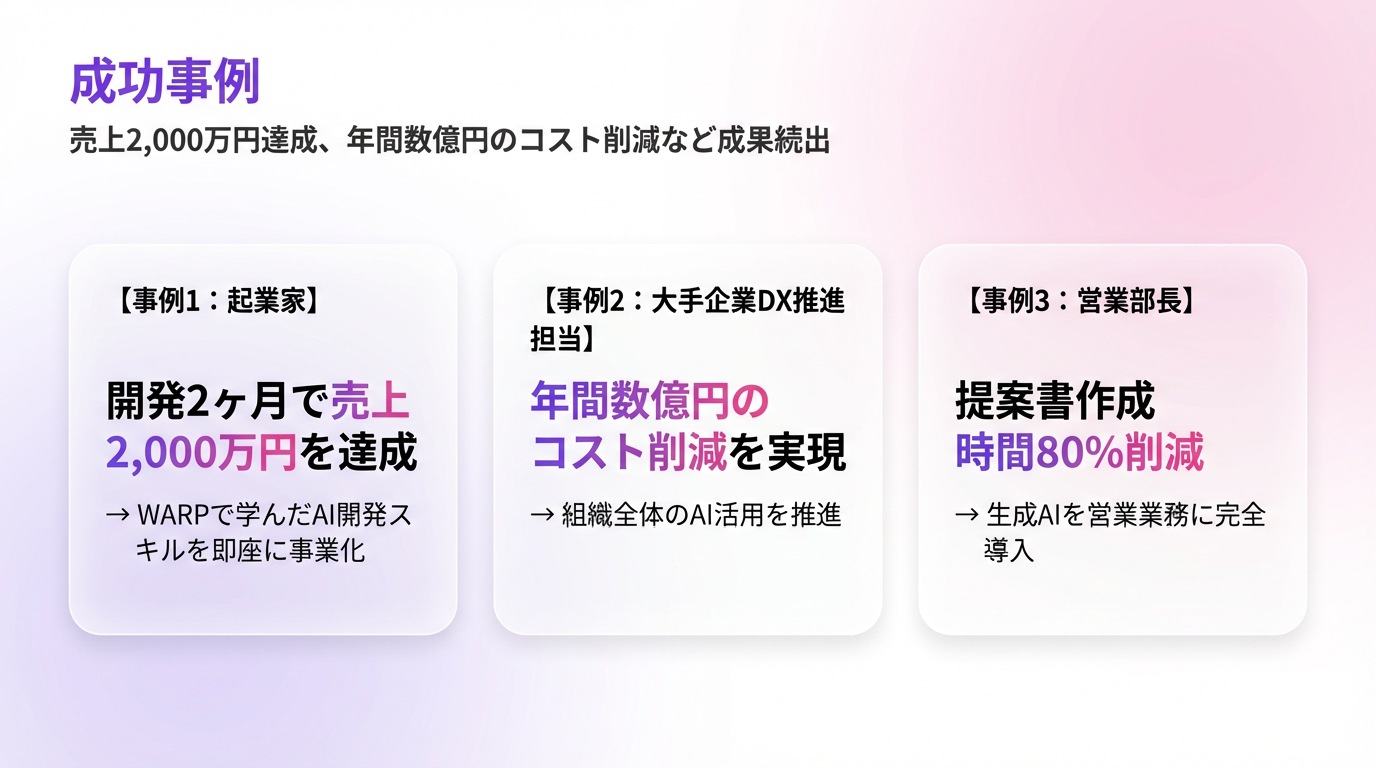 成功事例
売上2,000万円達成、年間数億円のコスト削減など成果続出
【事例1：起業家】
開発2ヶ月で売上
2,000万円を達成
→ WARPで学んだAI開発ス
キルを即座に事業化
【事例2：大手企業DX推進
担当】
年間数億円の
コスト削減を実現
→ 組織全体のAI活用を推進
【事例3：営業部長】
提案書作成
時間80%削減
→ 生成AIを営業業務に完全
導入